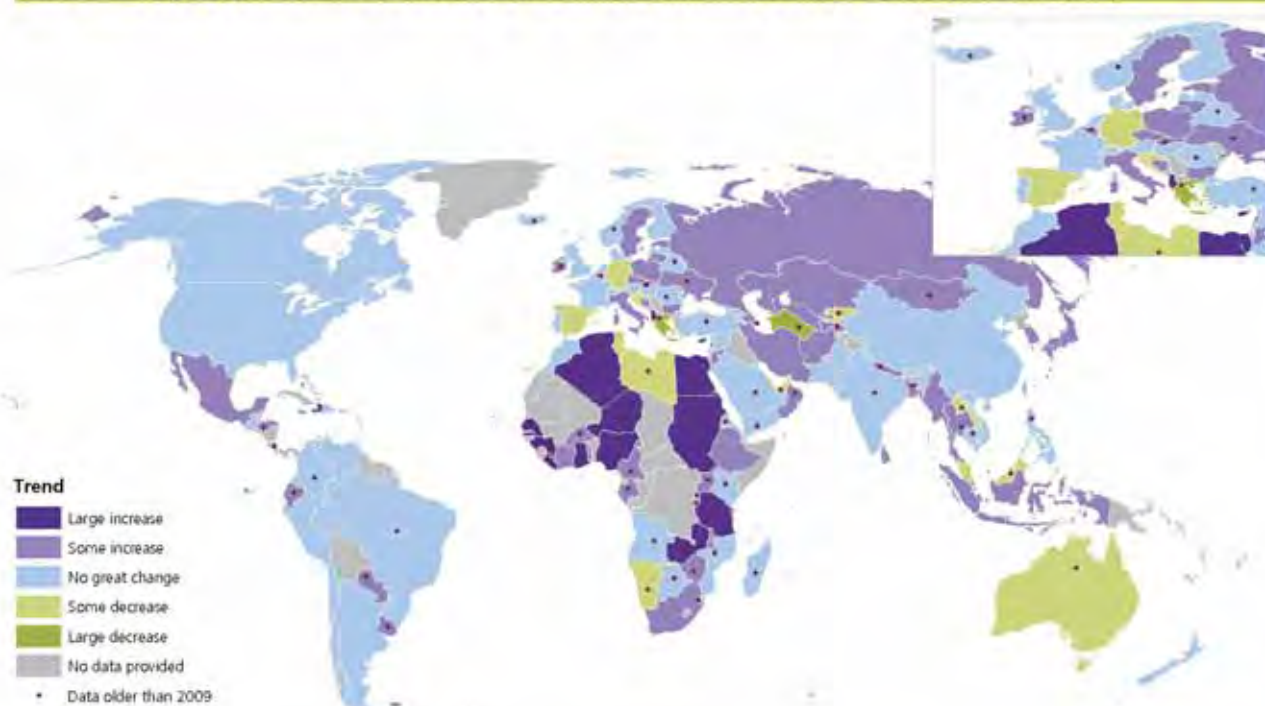 Trend
Large increase
Some increase
No great change
Some decrease
Large decrease
No data provided
Data older than 2009